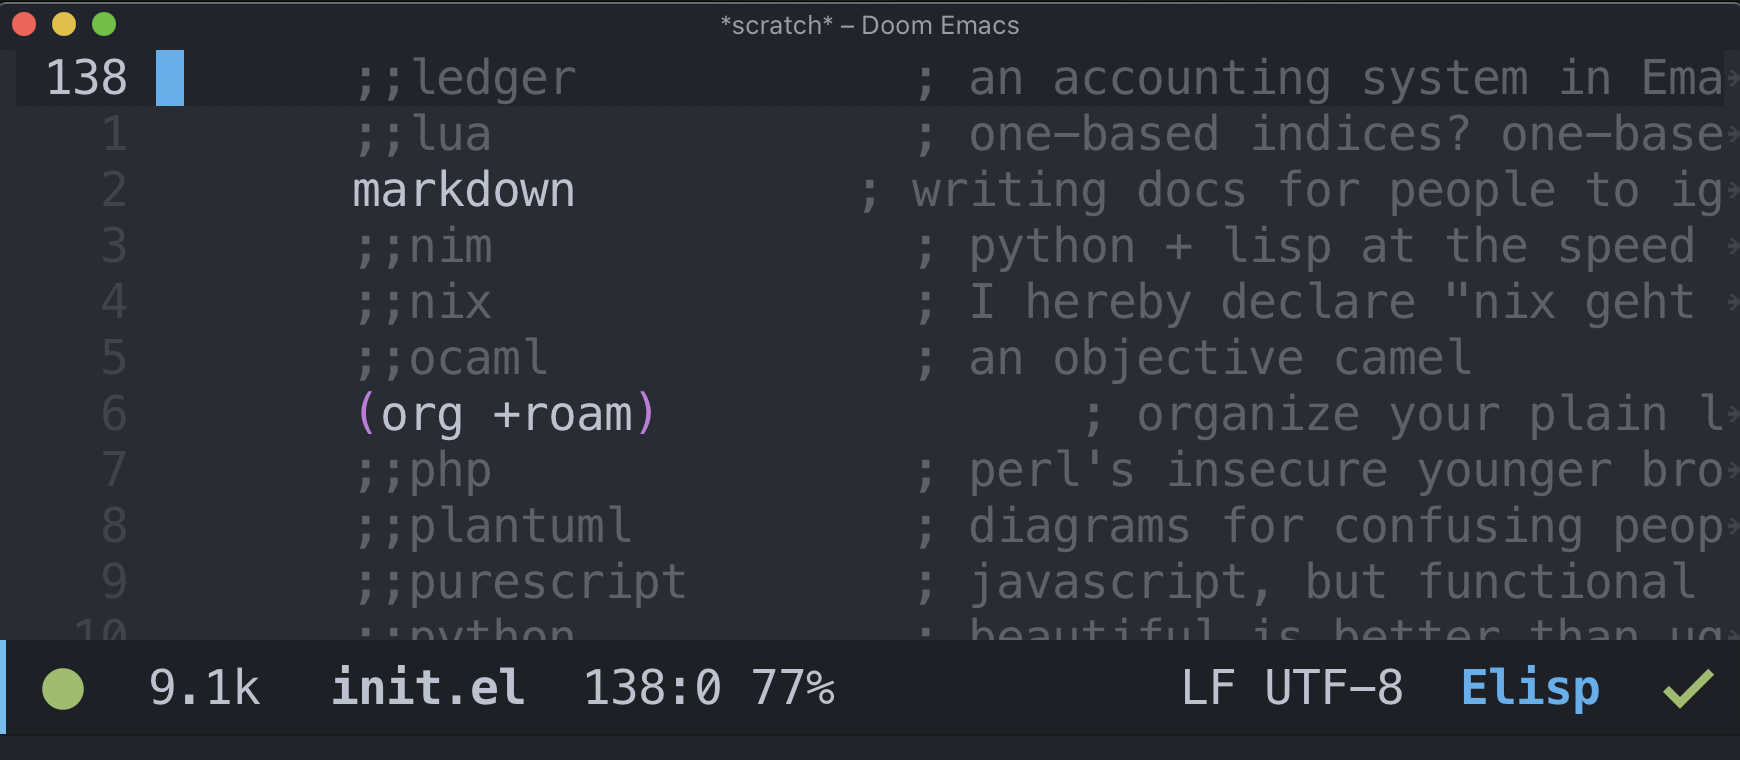 *scratch* – Doom Emacs
138 ;;ledger ; an accounting system in Ema
1 ;;lua ; one-based indices? one-base
2 markdown ; writing docs for people to ig
3 ;;nim ; python + lisp at the speed
4 ;;nix ; I hereby declare "nix geht
5 ;;ocaml ; an objective camel
6 (org +roam) ; organize your plain l
7 ;;php ; perl's insecure younger bro
8 ;;plantuml ; diagrams for confusing peop
9 ;;purescript ; javascript, but functional
10 ;;python ; beautiful is better than ug
9.1k init.el 138:0 77% LF UTF-8 Elisp